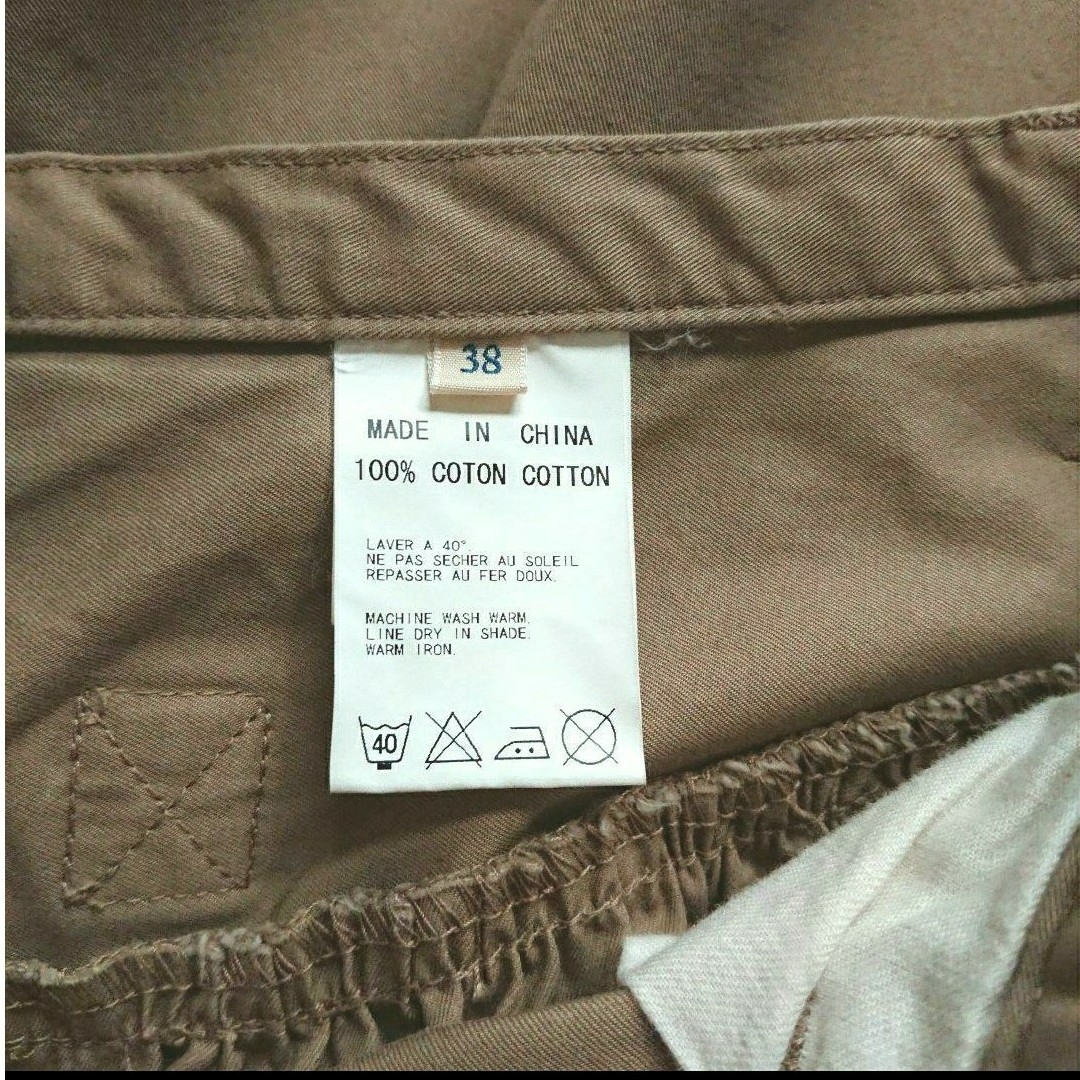 38
MADE IN CHINA
100% COTON COTTON
LAVER A 40°.
NE PAS SECHER AU SOLEIL
REPASSER AU FER DOUX.
MACHINE WASH WARM.
LINE DRY IN SHADE.
WARM IRON.
40